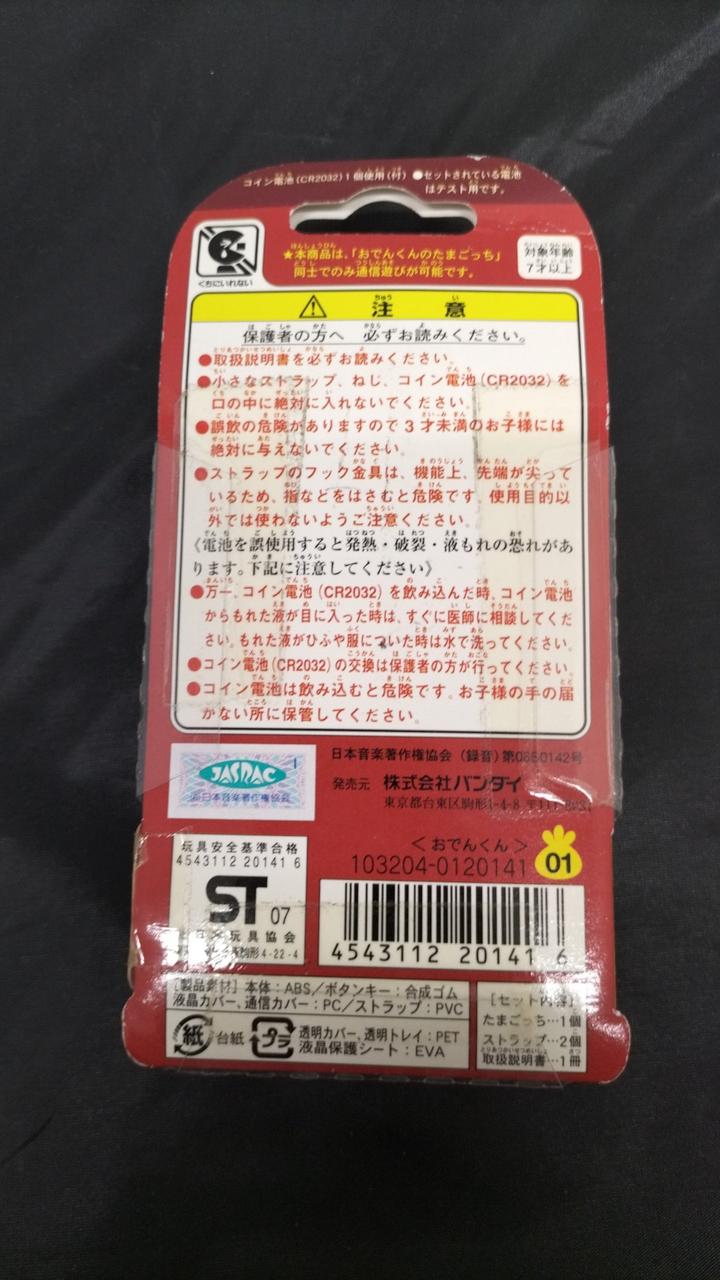 コイン電池(CR2032)1個使用(付) ●セットされている電池
はテスト用です。
くちにいれない
★本商品は、「おでんくんのたまごっち」
同士でのみ通信遊びが可能です。
対象年齢
7才以上
注意
保護者の方へ 必ずお読みください。
●取扱説明書を必ずお読みください。
●小さなストラップ、ねじ、コイン電池(CR2032)を
口の中に絶対に入れないでください。
●誤飲の危険がありますので3才未満のお子様には
絶対に与えないでください。
●ストラップのフック金具は、機能上、先端が尖って
いるため、指などをはさむと危険です。使用目的以
外では使わないようご注意ください。
《電池を誤使用すると発熱・破裂・液もれの恐れがあ
ります。下記に注意してください》
●万一、コイン電池(CR2032)を飲み込んだ時、コイン電池
からもれた液が目に入った時は、すぐに医師に相談してくだ
さい。もれた液がひふや服についた時は水で洗ってください。
●コイン電池(CR2032)の交換は保護者の方が行ってください。
●コイン電池は飲み込むと危険です。お子様の手の届
かない所に保管してください。
JASRAC
日本音楽著作権協会
日本音楽著作権協会(録音)第0650142号
発売元 株式会社バンダイ
東京都台東区駒形1-4-8 〒111-8081
<おでんくん>
103204-0120141
01
玩具安全基準合格
4543112 20141 6
ST 07
玩具協会
駒形4-22-4
4543112 20141 6
[製品素材]本体:ABS/ボタンキー:合成ゴム
液晶カバー、通信カバー:PC/ストラップ:PVC
紙 台紙
プラ 透明カバー、透明トレイ:PET
液晶保護シート:EVA
[セット内容]
たまごっち…1個
ストラップ…2個
取扱説明書…1冊